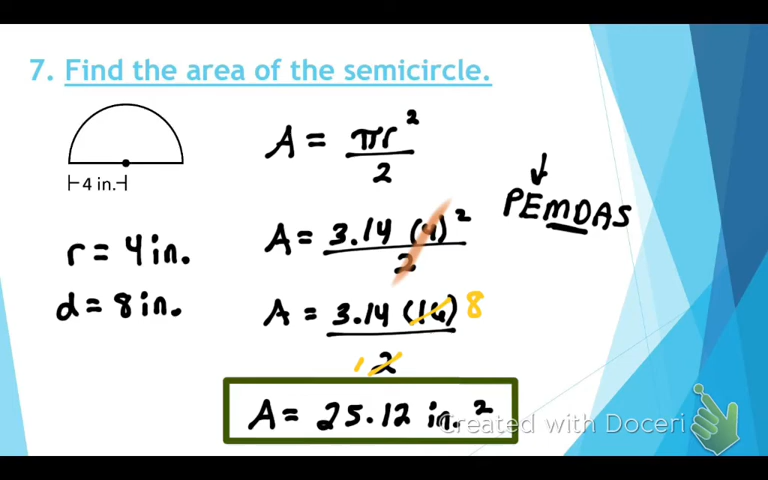 7. Find the area of the semicircle.
4 in.
r = 4 in.
d = 8 in.
A = πr²/2
A = 3.14 (4)²/2
A = 3.14 (16) 8/1 2
A = 25.12 in.²
PEMDAS
Created with Doceri